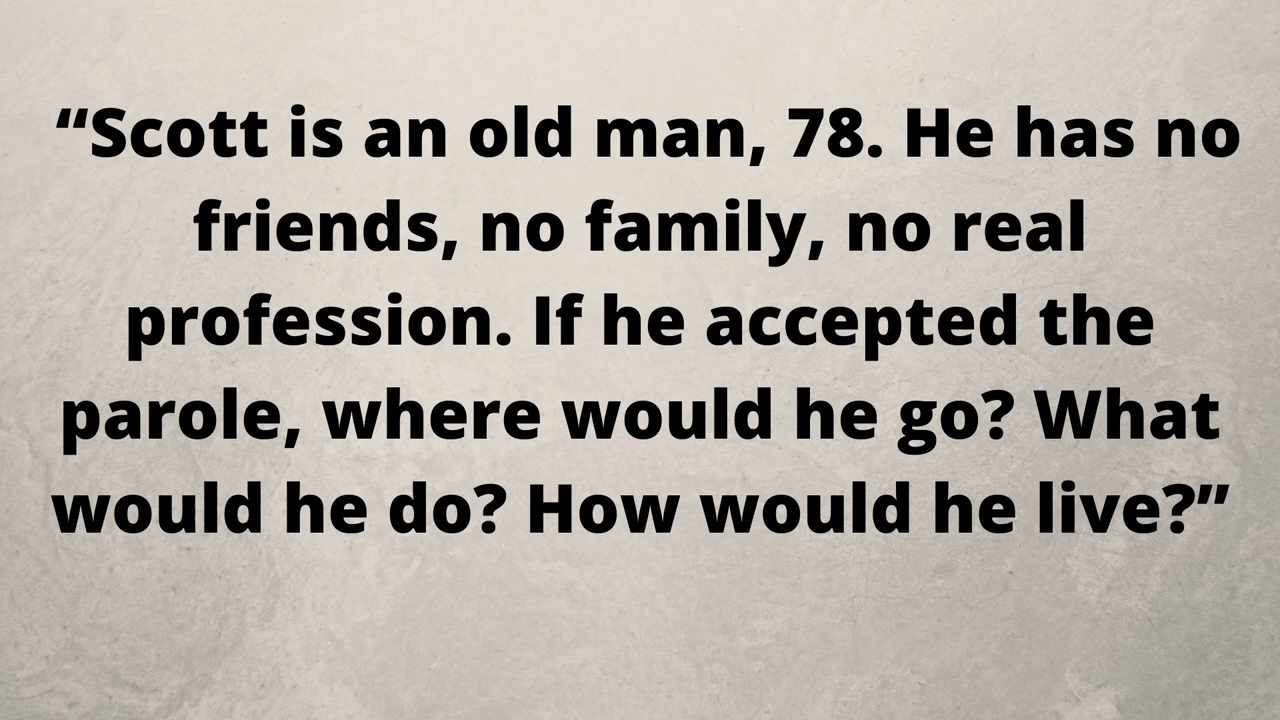 “Scott is an old man, 78. He has no
friends, no family, no real
profession. If he accepted the
parole, where would he go? What
would he do? How would he live?”